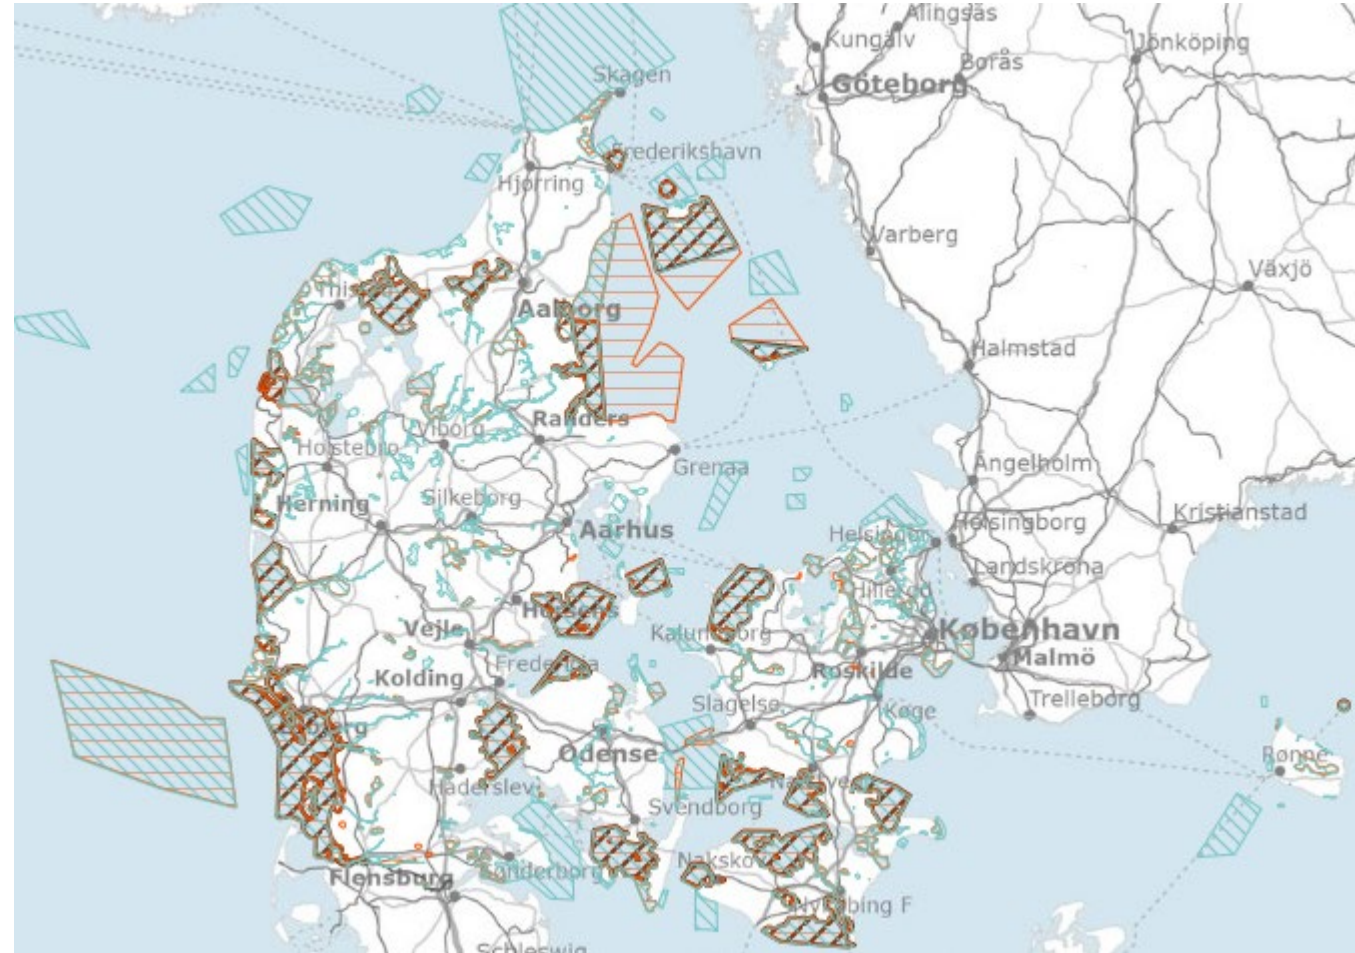 Alingsås
Kungälv
Jönköping
Borås
Skagen
Göteborg
Frederikshavn
Hjørring
Varberg
Växjö
Aalborg
Halmstad
Randers
Viborg
Holstebro
Grenaa
Ängelholm
Silkeborg
Herning
Kristianstad
Aarhus
Helsingør
Helsingborg
Landskrona
Hillerød
Horsens
Vejle
Kalundborg
København
Malmö
Fredericia
Roskilde
Kolding
Trelleborg
Slagelse
Køge
Odense
Rønne
Haderslev
Svendborg
Nakskov
Sønderborg
Flensburg
Nykøbing F
Schleswig